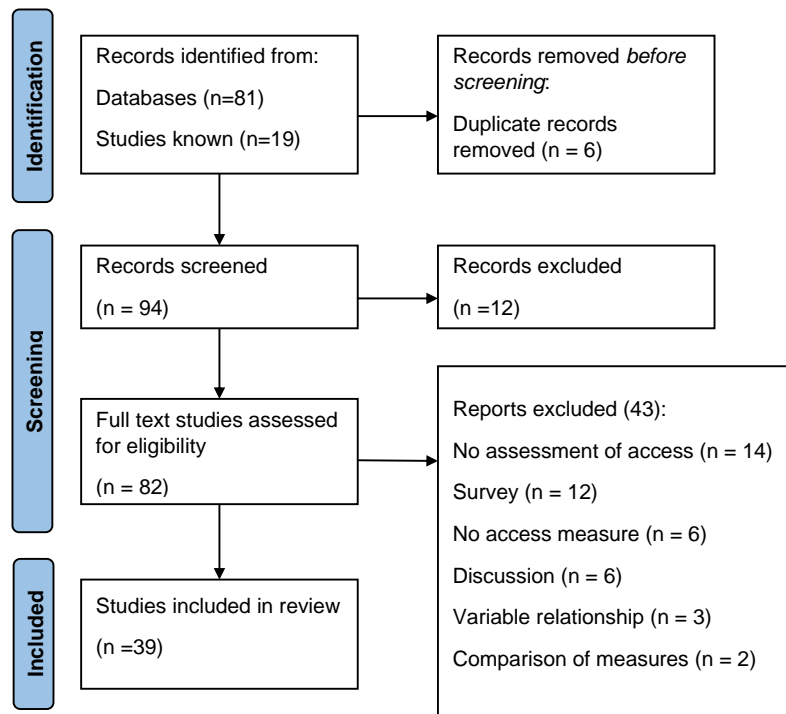 Identification
Records identified from:
Databases (n=81)
Studies known (n=19)
Records removed before
screening:
Duplicate records
removed (n = 6)
Screening
Records screened
(n = 94)
Records excluded
(n =12)
Full text studies assessed
for eligibility
(n = 82)
Reports excluded (43):
No assessment of access (n = 14)
Survey (n = 12)
No access measure (n = 6)
Discussion (n = 6)
Variable relationship (n = 3)
Comparison of measures (n = 2)
Included
Studies included in review
(n =39)